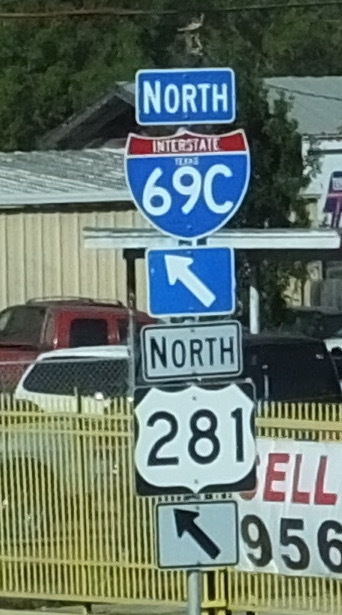 NORTH
INTERSTATE
TEXAS
69C
NORTH
281
SELL
956